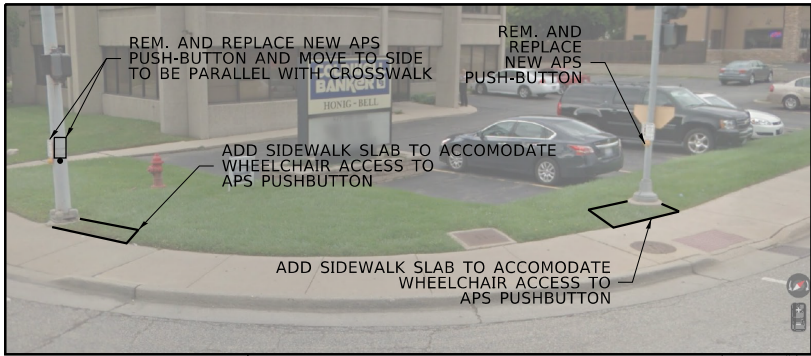 REM. AND REPLACE NEW APS
PUSH-BUTTON AND MOVE TO SIDE
TO BE PARALLEL WITH CROSSWALK
REM. AND
REPLACE
NEW APS
PUSH-BUTTON
BANKER
HONIG-BELL
ADD SIDEWALK SLAB TO ACCOMODATE
WHEELCHAIR ACCESS TO
APS PUSHBUTTON
ADD SIDEWALK SLAB TO ACCOMODATE
WHEELCHAIR ACCESS TO
APS PUSHBUTTON